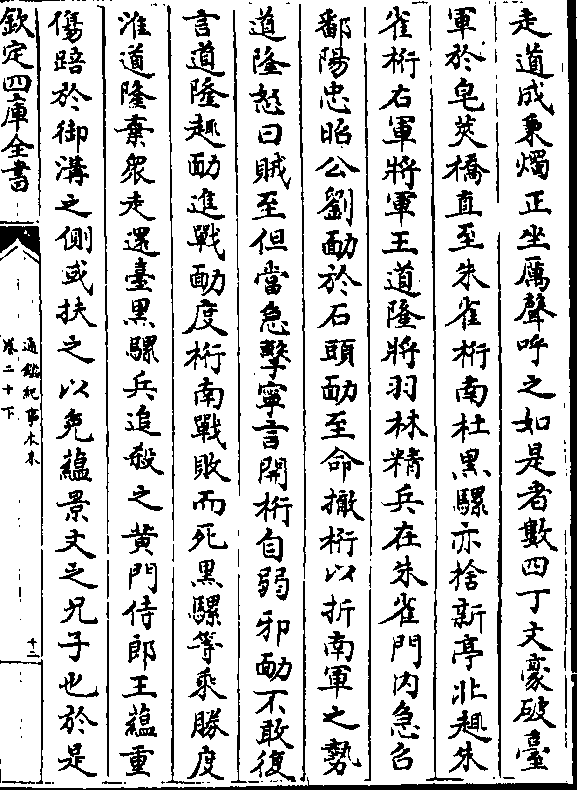 走道成秉燭正坐厲聲呼之如是者數四丁文豪破臺
軍於皂莢橋直至朱雀桁南杜黑騾亦捨新亭北趣朱
雀桁右軍將軍王道隆將羽林精兵在朱雀門内急召
鄱陽忠昭公劉勔於石頭勔至命撤桁以折南軍之勢
道隆怒曰賊至但當急擊寧言開桁自弱邪勔不敢復
言道隆趣勔進戰勔度桁南戰敗而死黑騾等乘勝度
淮道隆棄衆走還臺黑騾兵追殺之黄門侍郎王藴重
傷踣於御溝之側或扶之以免藴景文之兄子也於是
欽定四庫全書
通鑑紀事本末
卷二十下
十三